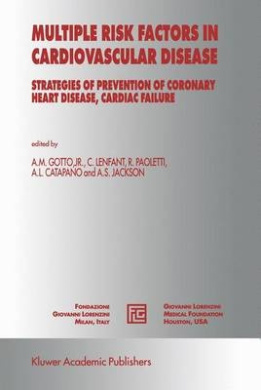 MULTIPLE RISK FACTORS IN
CARDIOVASCULAR DISEASE
STRATEGIES OF PREVENTION OF CORONARY
HEART DISEASE, CARDIAC FAILURE
edited by
A.M. GOTTO,JR., C. LENFANT, R. PAOLETTI,
A.L. CATAPANO and A.S. JACKSON
FONDAZIONE
GIOVANNI LORENZINI
MILAN, ITALY
GIOVANNI LORENZINI
MEDICAL FOUNDATION
HOUSTON, USA
Kluwer Academic Publishers